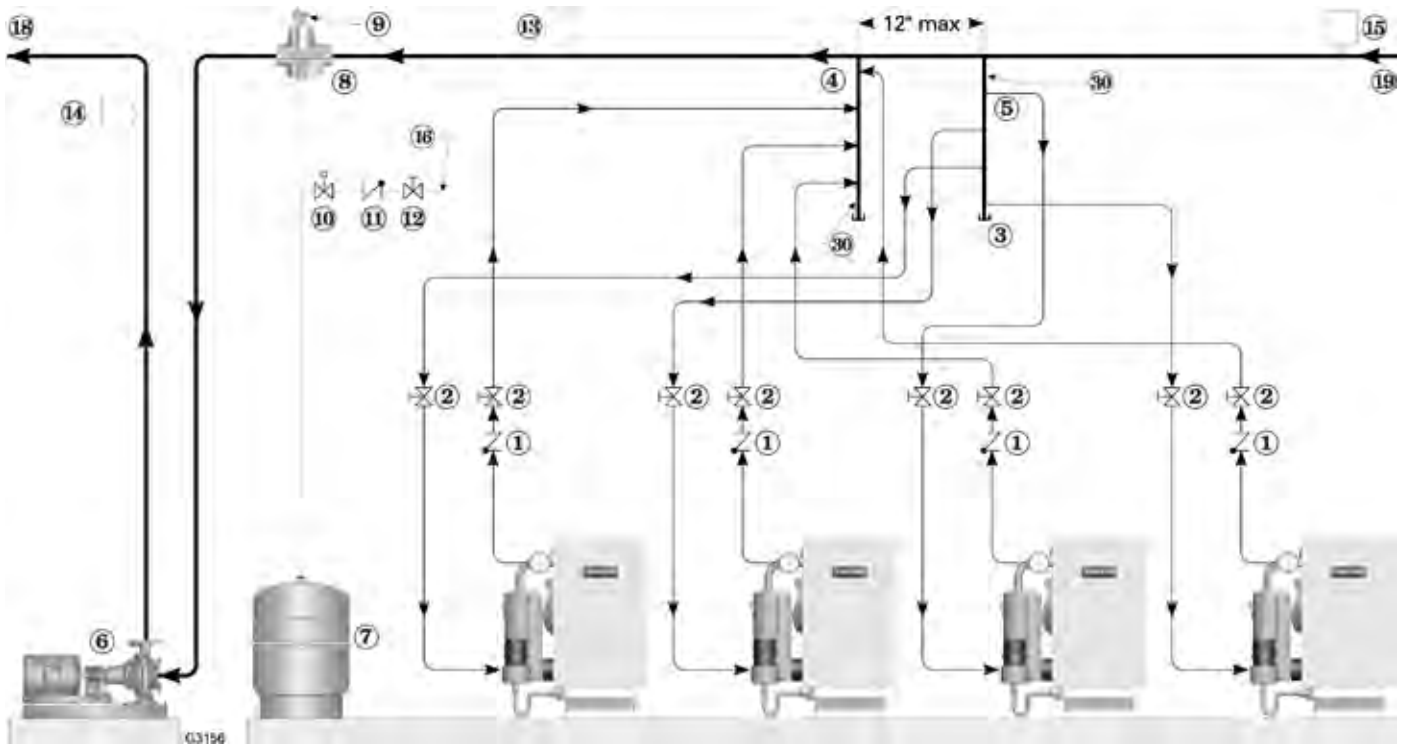 ⑱ ⑨ ⑬ 12" max ⑮
⑧ ④ ㉚ ⑲
⑤
⑭ ⑯
⑩ ⑪ ⑫ ㉚ ③
② ② ② ② ② ② ② ②
① ① ① ①
⑥ ⑦
G3156